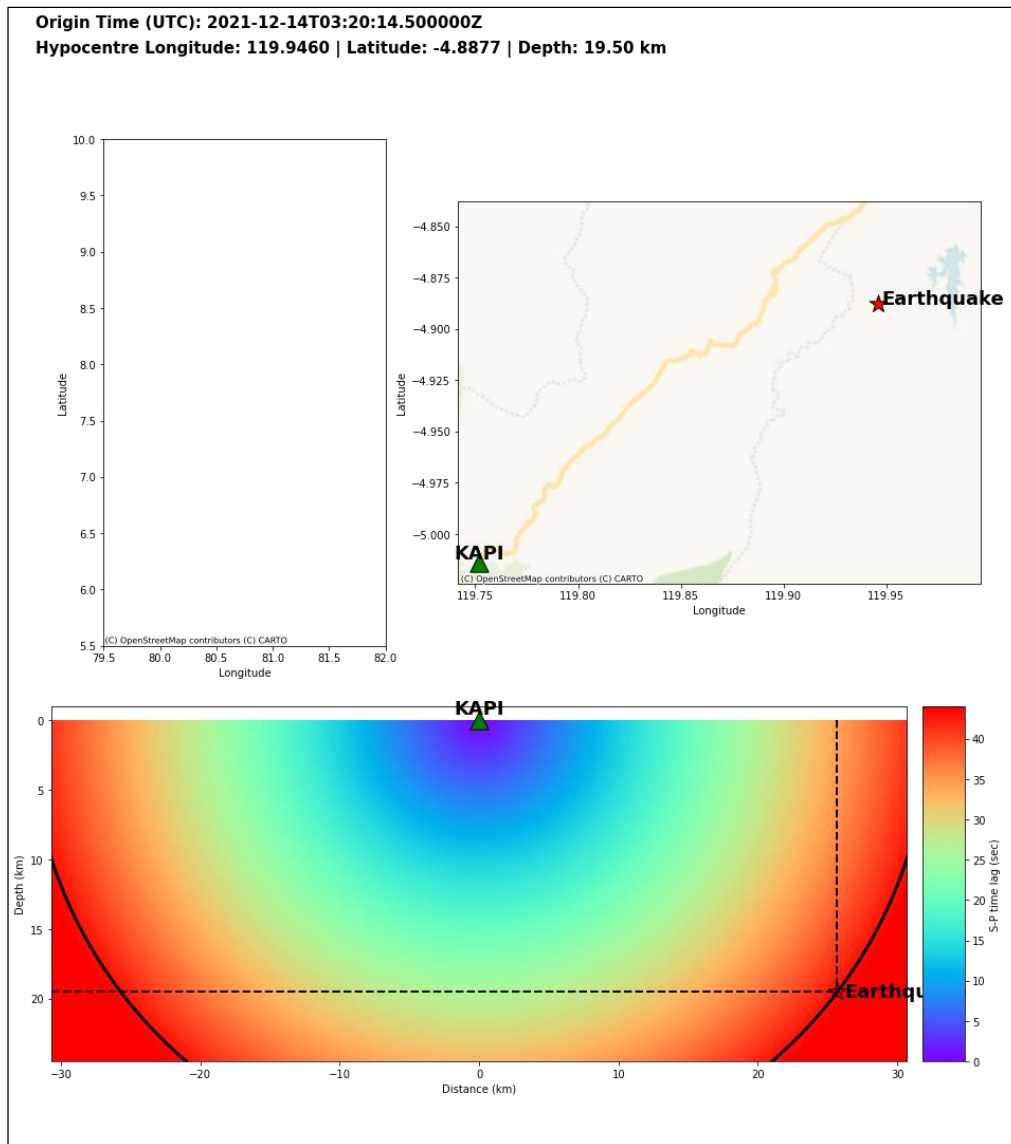 Origin Time (UTC): 2021-12-14T03:20:14.500000Z
Hypocentre Longitude: 119.9460 | Latitude: -4.8877 | Depth: 19.50 km
10.0
9.5
9.0
8.5
8.0
7.5
7.0
6.5
6.0
5.5
Latitude
(C) OpenStreetMap contributors (C) CARTO
79.5 80.0 80.5 81.0 81.5 82.0
Longitude
−4.850
−4.875
−4.900
−4.925
−4.950
−4.975
−5.000
Latitude
Earthquake
KAPI
(C) OpenStreetMap contributors (C) CARTO
119.75 119.80 119.85 119.90 119.95
Longitude
KAPI
0
5
10
15
20
Depth (km)
Earthqu
−30 −20 −10 0 10 20 30
Distance (km)
40
35
30
25
20
15
10
5
0
S-P time lag (sec)